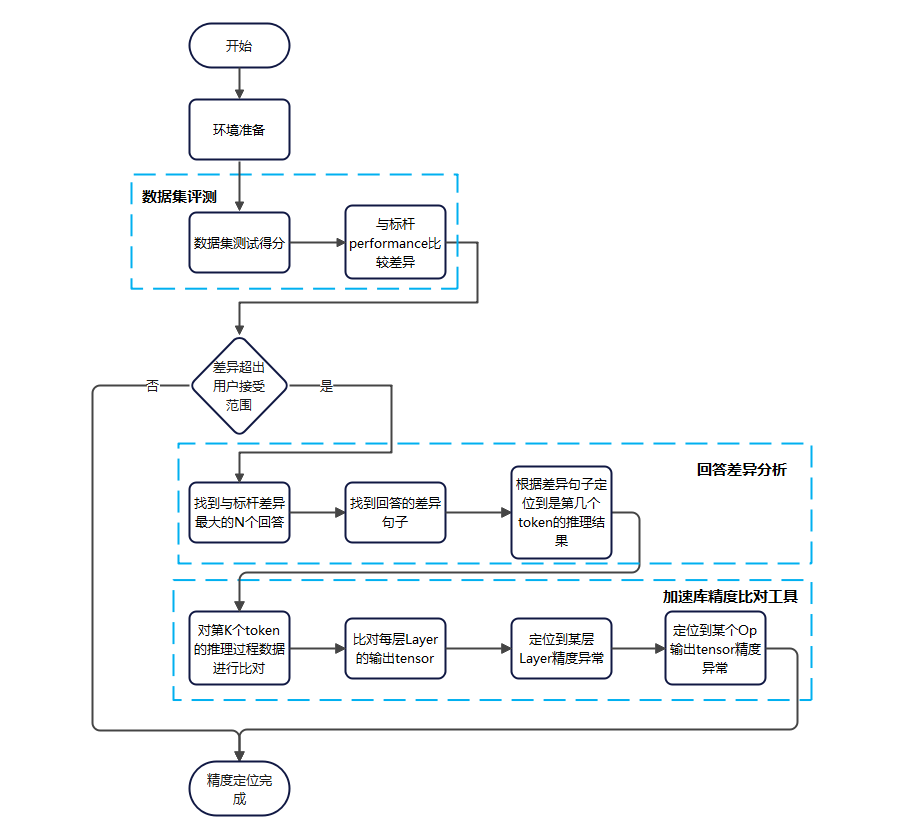 开始
环境准备
数据集评测
数据集测试得分
与标杆
performance比
较差异
差异超出
用户接受
范围
否
是
回答差异分析
找到与标杆差异
最大的N个回答
找到回答的差异
句子
根据差异句子定
位到是第几个
token的推理结
果
加速库精度比对工具
对第K个token
的推理过程数据
进行比对
比对每层Layer
的输出tensor
定位到某层
Layer精度异常
定位到某个Op
输出tensor精度
异常
精度定位完
成